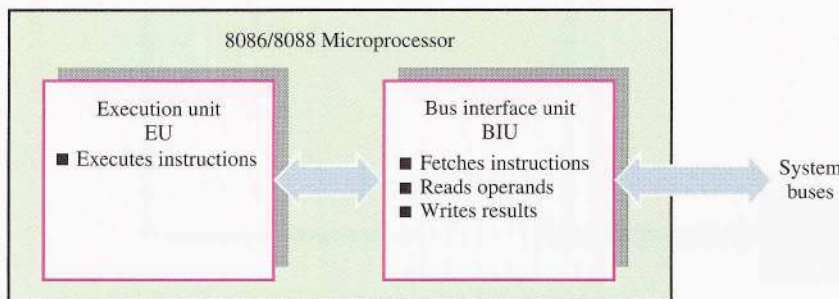 8086/8088 Microprocessor
Execution unit
EU
■ Executes instructions
Bus interface unit
BIU
■ Fetches instructions
■ Reads operands
■ Writes results
System
buses